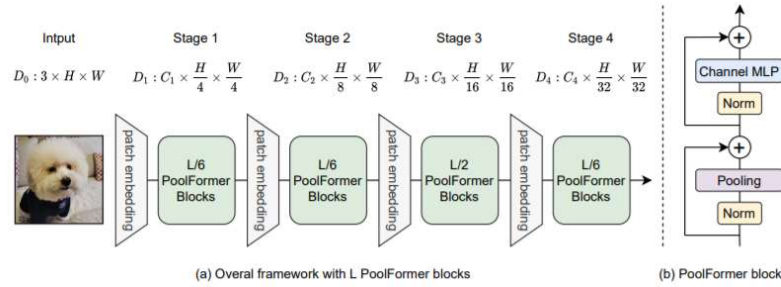 Intput
Stage 1
Stage 2
Stage 3
Stage 4
D₀ : 3 × H × W
D₁ : C₁ × H/4 × W/4
D₂ : C₂ × H/8 × W/8
D₃ : C₃ × H/16 × W/16
D₄ : C₄ × H/32 × W/32
patch embedding
L/6
PoolFormer
Blocks
patch embedding
L/6
PoolFormer
Blocks
patch embedding
L/2
PoolFormer
Blocks
patch embedding
L/6
PoolFormer
Blocks
(a) Overal framework with L PoolFormer blocks
+
Channel MLP
Norm
+
Pooling
Norm
(b) PoolFormer block